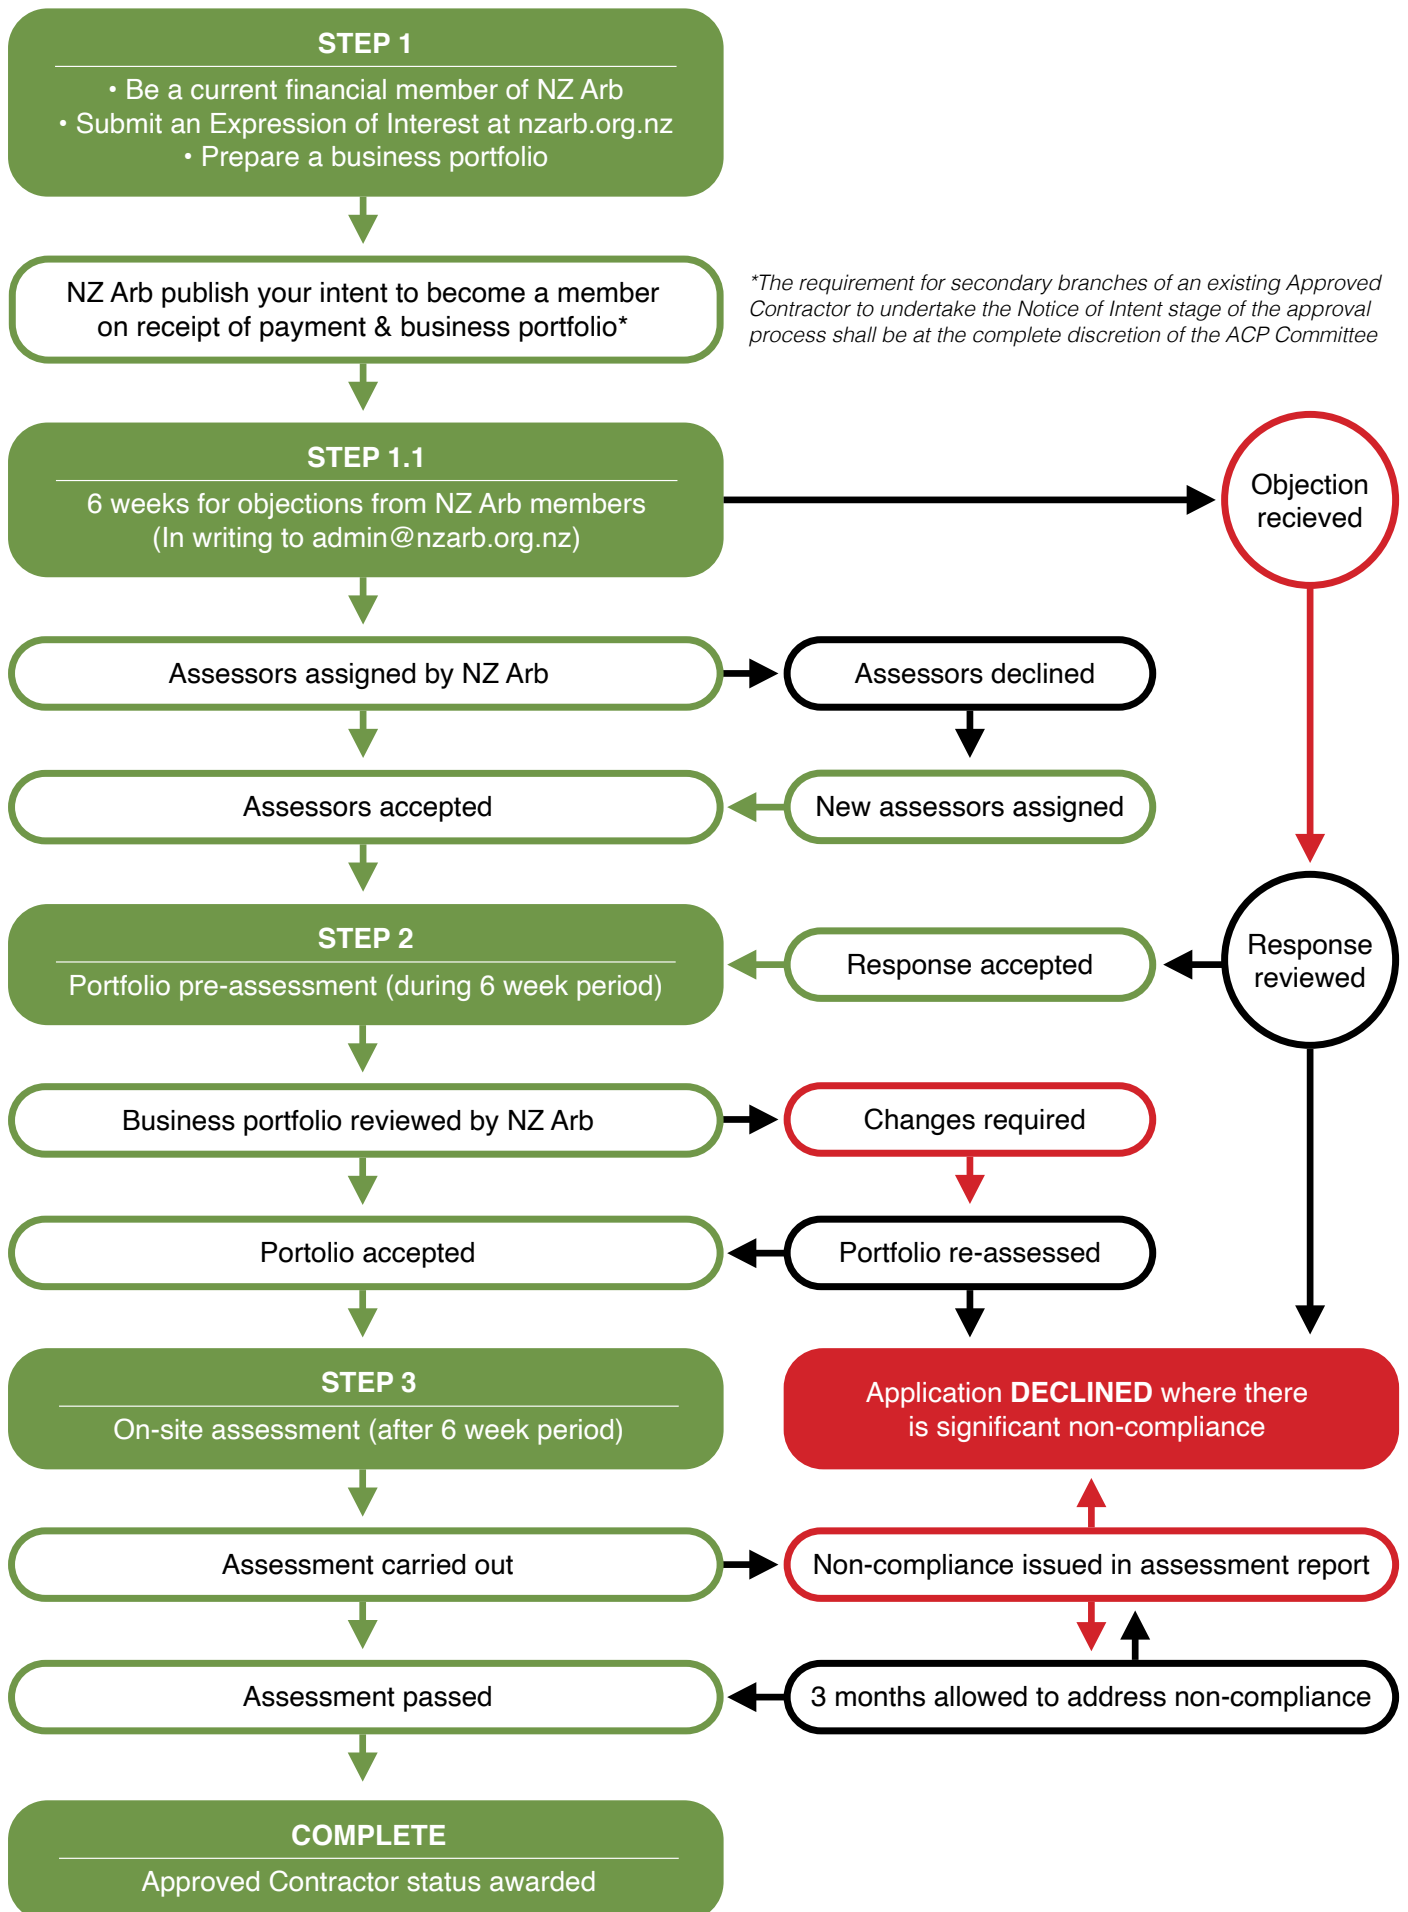 STEP 1
• Be a current financial member of NZ Arb
• Submit an Expression of Interest at nzarb.org.nz
• Prepare a business portfolio
NZ Arb publish your intent to become a member
on receipt of payment & business portfolio*
*The requirement for secondary branches of an existing Approved
Contractor to undertake the Notice of Intent stage of the approval
process shall be at the complete discretion of the ACP Committee
STEP 1.1
6 weeks for objections from NZ Arb members
(In writing to admin@nzarb.org.nz)
Objection
recieved
Assessors assigned by NZ Arb
Assessors declined
Assessors accepted
New assessors assigned
STEP 2
Portfolio pre-assessment (during 6 week period)
Response accepted
Response
reviewed
Business portfolio reviewed by NZ Arb
Changes required
Portolio accepted
Portfolio re-assessed
STEP 3
On-site assessment (after 6 week period)
Application DECLINED where there
is significant non-compliance
Assessment carried out
Non-compliance issued in assessment report
Assessment passed
3 months allowed to address non-compliance
COMPLETE
Approved Contractor status awarded